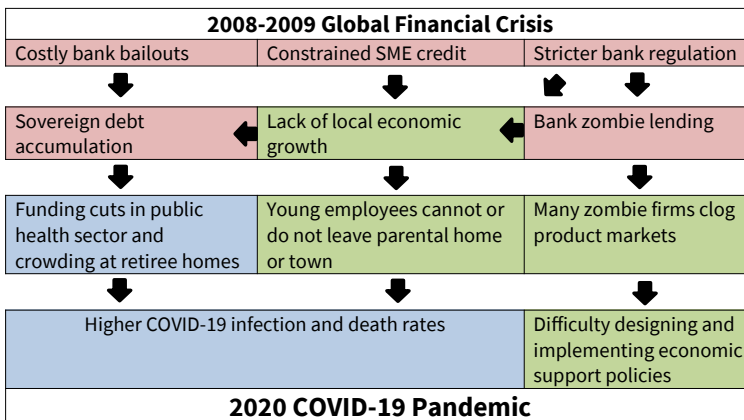 2008-2009 Global Financial Crisis
Costly bank bailouts
Constrained SME credit
Stricter bank regulation
Sovereign debt
accumulation
Lack of local economic
growth
Bank zombie lending
Funding cuts in public
health sector and
crowding at retiree homes
Young employees cannot or
do not leave parental home
or town
Many zombie firms clog
product markets
Higher COVID-19 infection and death rates
Difficulty designing and
implementing economic
support policies
2020 COVID-19 Pandemic